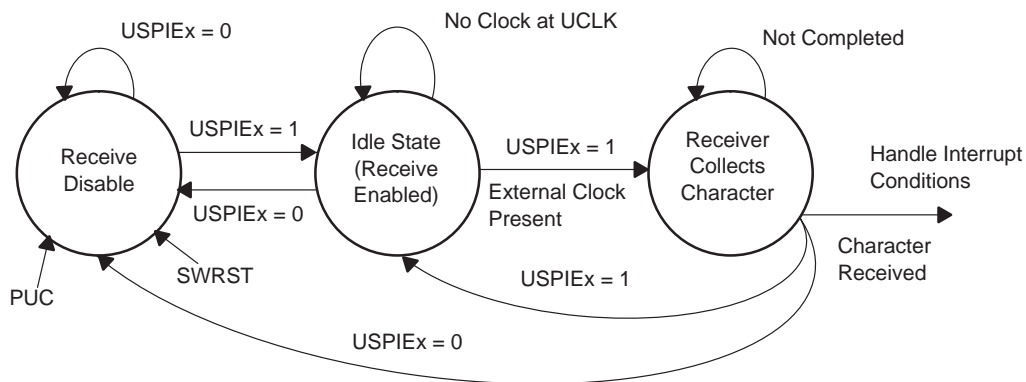 USPIEx = 0
No Clock at UCLK
Not Completed
Receive
Disable
USPIEx = 1
USPIEx = 0
Idle State
(Receive
Enabled)
USPIEx = 1
External Clock
Present
Receiver
Collects
Character
Handle Interrupt
Conditions
Character
Received
PUC
SWRST
USPIEx = 1
USPIEx = 0